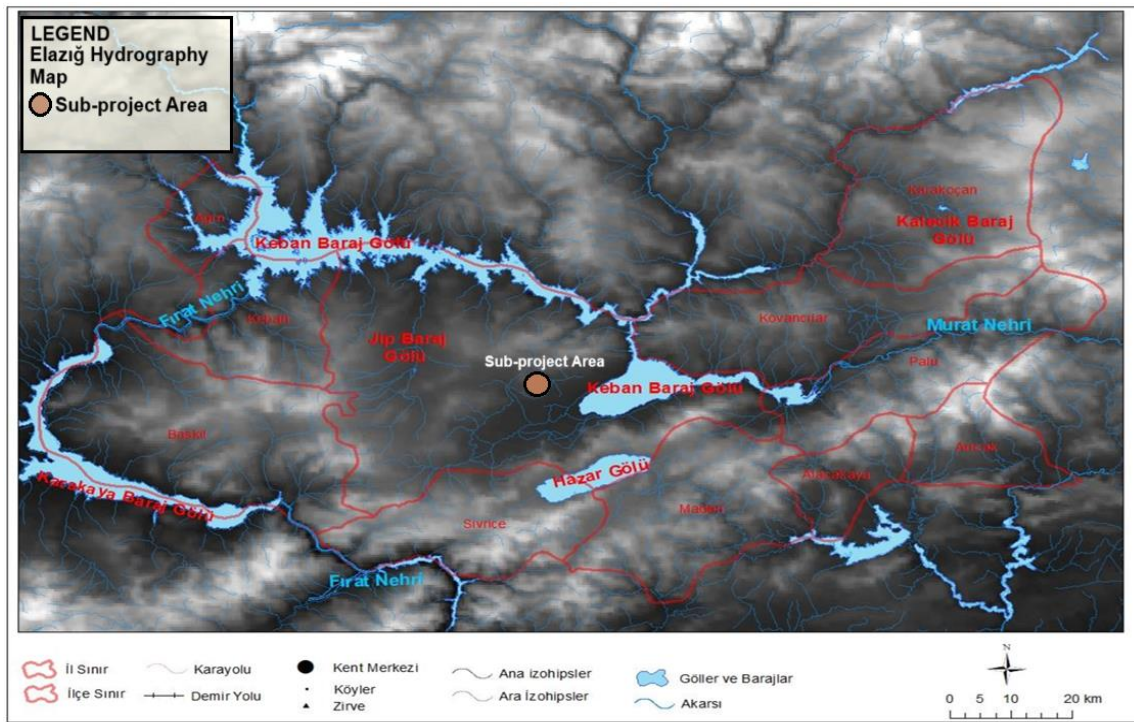 LEGEND
Elazığ Hydrography
Map
Sub-project Area
Karakoçan
Kalecik Baraj
Gölü
Ağın
Keban Baraj Gölü
Fırat Nehri
Keban
Kovancılar
Murat Nehri
Jip Baraj
Gölü
Palu
Sub-project Area
Keban Baraj Gölü
Baskil
Arıcak
Hazar Gölü
Alacakaya
Karakaya Baraj Gölü
Maden
Sivrice
Fırat Nehri
İl Sınır
Karayolu
Kent Merkezi
Ana izohipsler
Göller ve Barajlar
N
İlçe Sınır
Demir Yolu
Köyler
Zirve
Ara İzohipsler
Akarsı
0 5 10 20 km